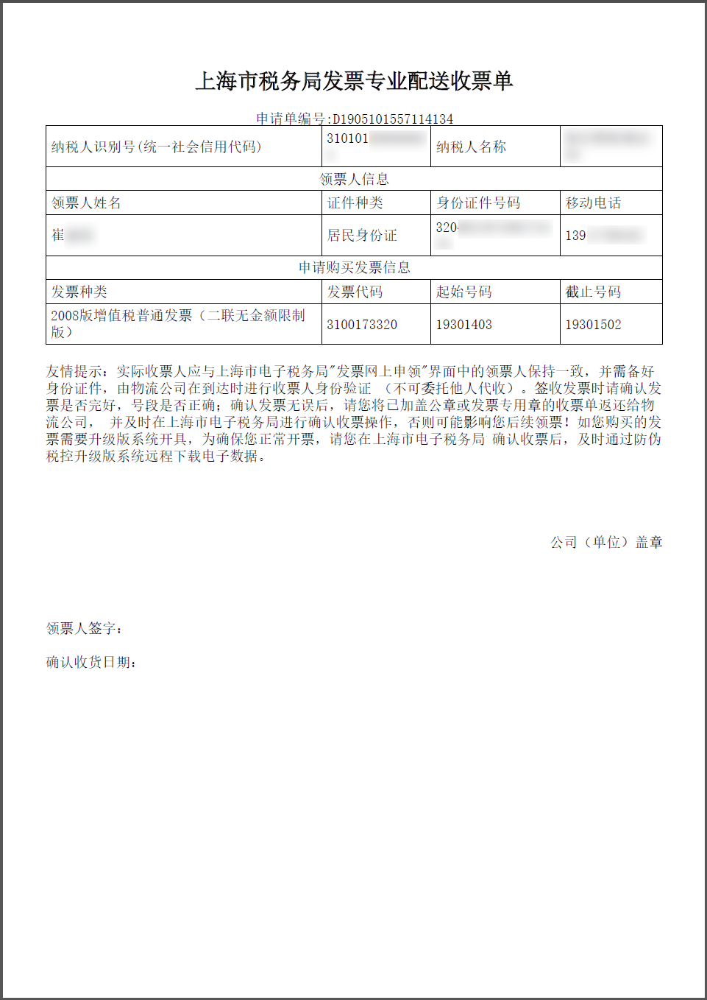 上海市税务局发票专业配送收票单
申请单编号:D1905101557114134
纳税人识别号(统一社会信用代码) 310101 纳税人名称
领票人信息
领票人姓名 证件种类 身份证件号码 移动电话
崔 居民身份证 320 139
申请购买发票信息
发票种类 发票代码 起始号码 截止号码
2008版增值税普通发票（二联无金额限制
版） 3100173320 19301403 19301502
友情提示：实际收票人应与上海市电子税务局"发票网上申领"界面中的领票人保持一致，并需备好
身份证件，由物流公司在到达时进行收票人身份验证 （不可委托他人代收）。签收发票时请确认发
票是否完好，号段是否正确；确认发票无误后，请您将已加盖公章或发票专用章的收票单返还给物
流公司， 并及时在上海市电子税务局进行确认收票操作，否则可能影响您后续领票！如您购买的发
票需要升级版系统开具，为确保您正常开票，请您在上海市电子税务局 确认收票后，及时通过防伪
税控升级版系统远程下载电子数据。
公司（单位）盖章
领票人签字：
确认收货日期：